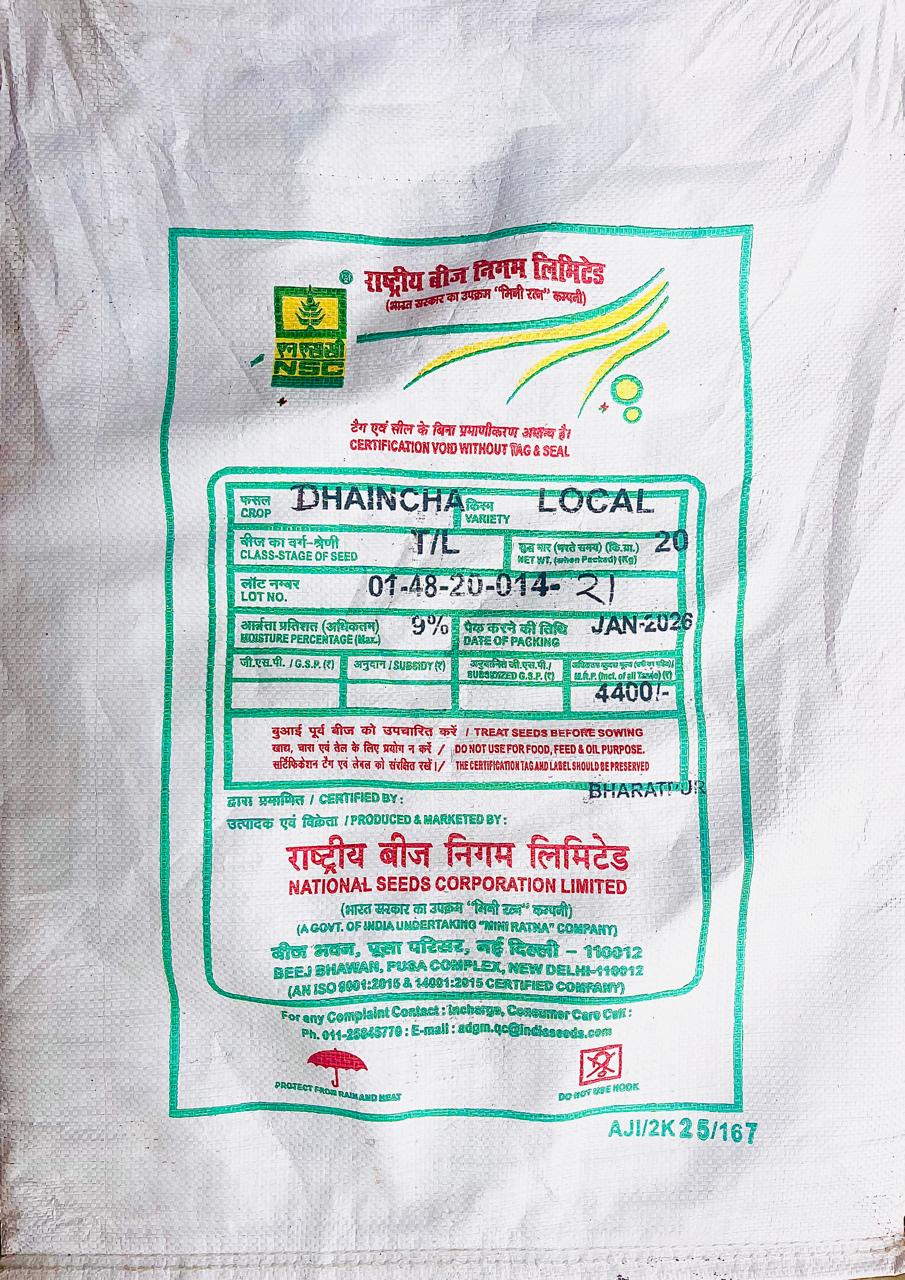 राष्ट्रीय बीज निगम लिमिटेड
(भारत सरकार का उपक्रम "मिनी रत्न" कम्पनी)
एन एस सी
NSC
टैग एवं सील के बिना प्रमाणीकरण अमान्य है।
CERTIFICATION VOID WITHOUT TAG & SEAL
फसल DHAINCHA किस्म LOCAL
CROP VARIETY
बीज का वर्ग-श्रेणी T/L शुद्ध भार (भरते समय) (कि.ग्रा.) 20
CLASS-STAGE OF SEED NET WT. (when Packed) (Kg)
लॉट नम्बर 01-48-20-014-21
LOT NO.
आर्द्रता प्रतिशत (अधिकतम) 9% पैक करने की तिथि JAN-2026
MOISTURE PERCENTAGE (Max.) DATE OF PACKING
जी.एस.पी. / G.S.P. (₹) अनुदान / SUBSIDY (₹) अनुदानित जी.एस.पी./
SUBSIDIZED G.S.P. (₹) M.R.P. (Incl. of all Taxes) (₹)
4400/-
बुआई पूर्व बीज को उपचारित करें / TREAT SEEDS BEFORE SOWING
खाद्य, चारा एवं तेल के लिए प्रयोग न करें / DO NOT USE FOR FOOD, FEED & OIL PURPOSE.
सर्टिफिकेशन टैग एवं लेबल को संरक्षित रखें।/ THE CERTIFICATION TAG AND LABEL SHOULD BE PRESERVED
BHARATPUR
द्वारा प्रमाणित / CERTIFIED BY :
उत्पादक एवं विक्रेता / PRODUCED & MARKETED BY :
राष्ट्रीय बीज निगम लिमिटेड
NATIONAL SEEDS CORPORATION LIMITED
(भारत सरकार का उपक्रम "मिनी रत्न" कम्पनी)
(A GOVT. OF INDIA UNDERTAKING "MINI RATNA" COMPANY)
बीज भवन, पूसा परिसर, नई दिल्ली – 110012
BEEJ BHAWAN, PUSA COMPLEX, NEW DELHI-110012
(AN ISO 9001:2015 & 14001:2015 CERTIFIED COMPANY)
For any Complaint Contact : Incharge, Consumer Care Cell :
Ph. 011-25845770 : E-mail : adgm.qc@indiaseeds.com
PROTECT FROM RAIN AND HEAT DO NOT USE HOOK
AJI/2K25/167